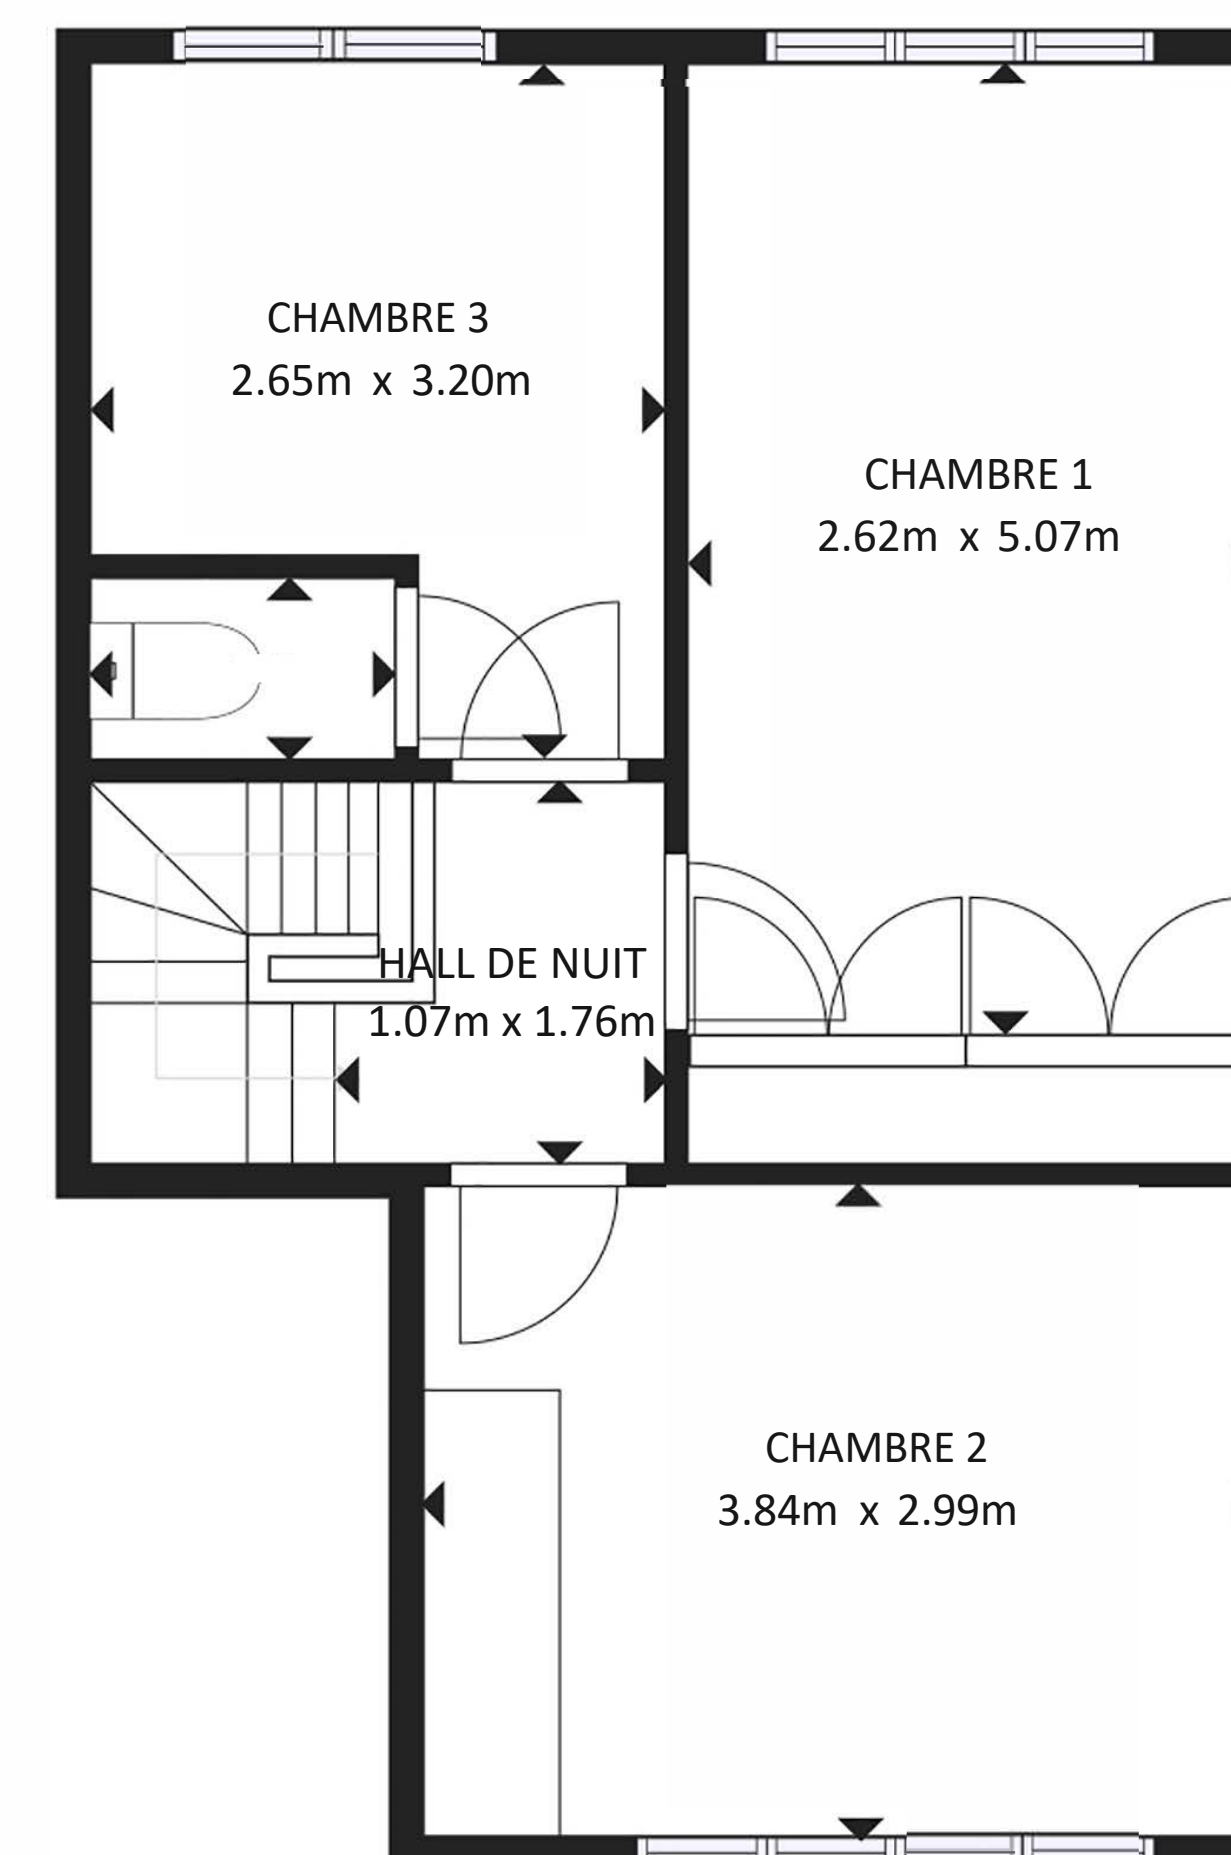 CHAMBRE 3
2.65m x 3.20m
CHAMBRE 1
2.62m x 5.07m
HALL DE NUIT
1.07m x 1.76m
CHAMBRE 2
3.84m x 2.99m